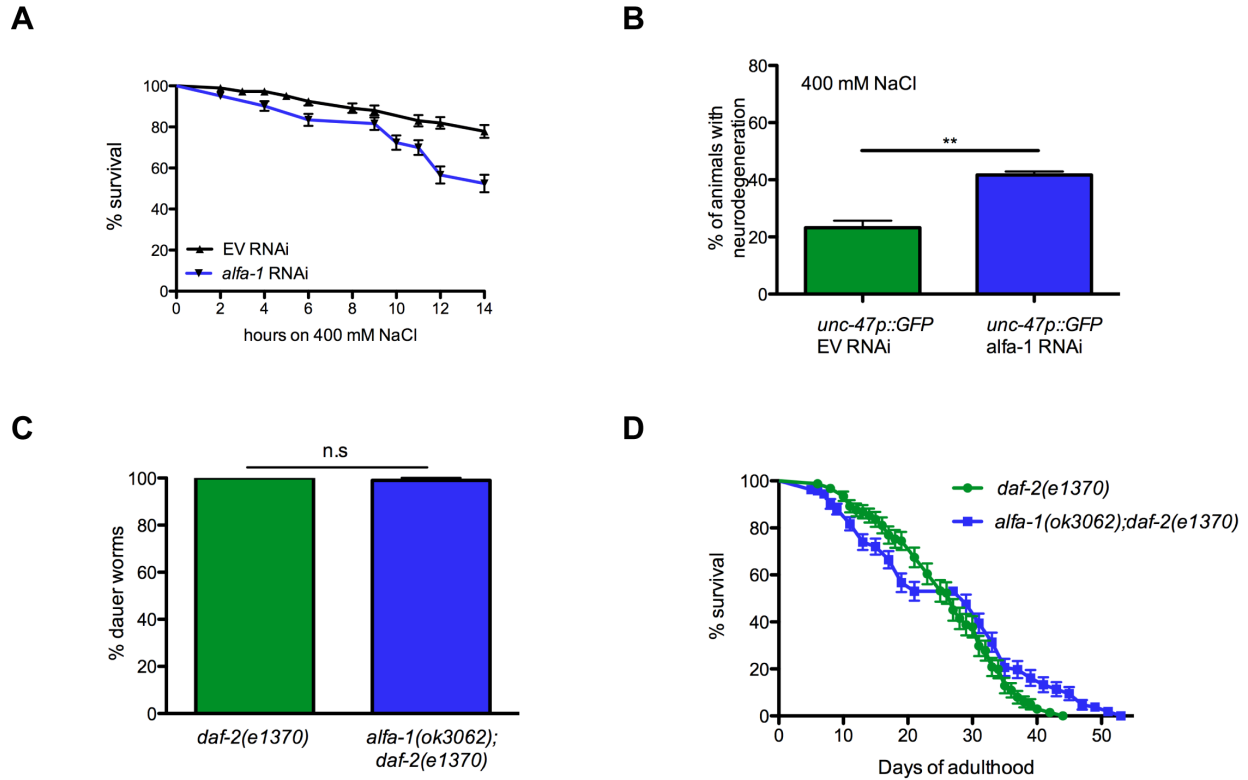 A
% survival
100
80
60
40
20
0
EV RNAi
alfa-1 RNAi
0 2 4 6 8 10 12 14
hours on 400 mM NaCl
B
% of animals with
neurodegeneration
80
60
40
20
0
400 mM NaCl
**
unc-47p::GFP
EV RNAi
unc-47p::GFP
alfa-1 RNAi
C
n.s
% dauer worms
100
80
60
40
20
0
daf-2(e1370)
alfa-1(ok3062);
daf-2(e1370)
D
% survival
100
80
60
40
20
0
daf-2(e1370)
alfa-1(ok3062);daf-2(e1370)
0 10 20 30 40 50
Days of adulthood